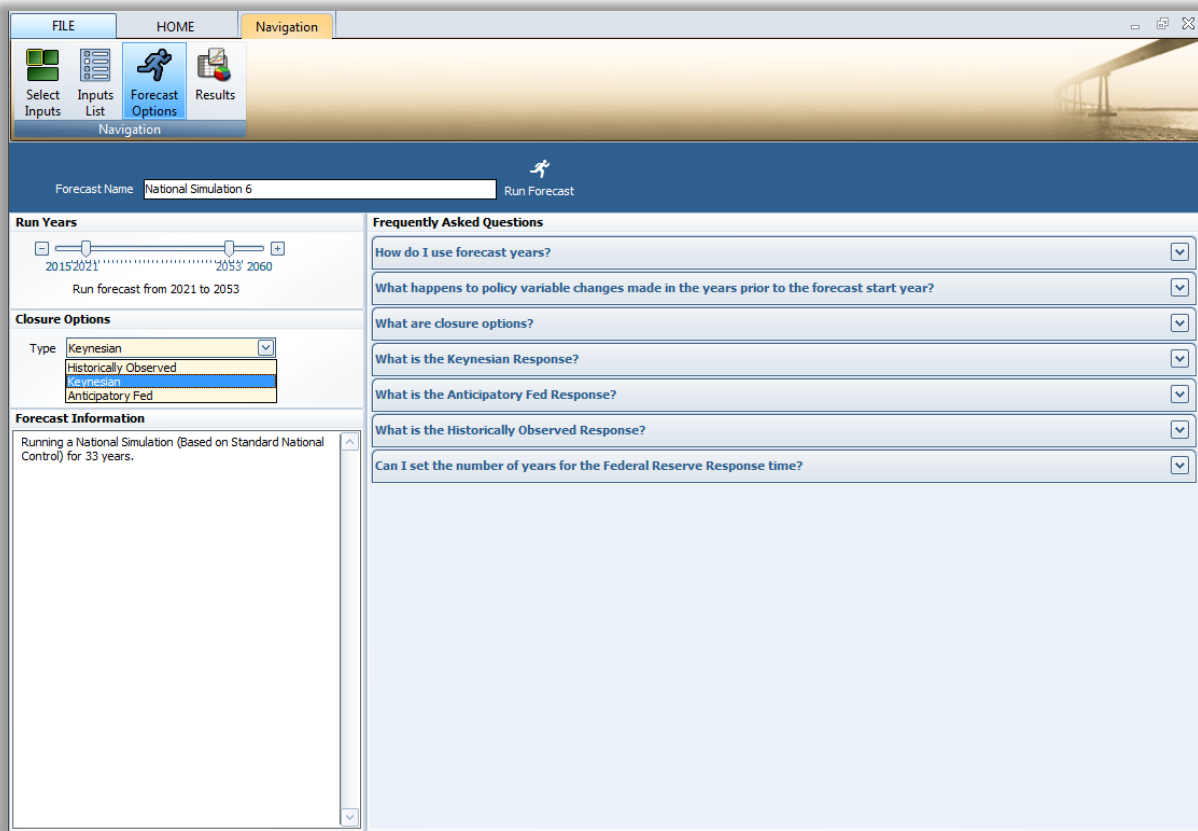 FILE HOME Navigation
Select Inputs
Inputs List
Forecast Options
Results
Navigation
Forecast Name National Simulation 6
Run Forecast
Run Years
2015 2021 2053 2060
Run forecast from 2021 to 2053
Closure Options
Type Keynesian
Historically Observed
Keynesian
Anticipatory Fed
Forecast Information
Running a National Simulation (Based on Standard National
Control) for 33 years.
Frequently Asked Questions
How do I use forecast years?
What happens to policy variable changes made in the years prior to the forecast start year?
What are closure options?
What is the Keynesian Response?
What is the Anticipatory Fed Response?
What is the Historically Observed Response?
Can I set the number of years for the Federal Reserve Response time?